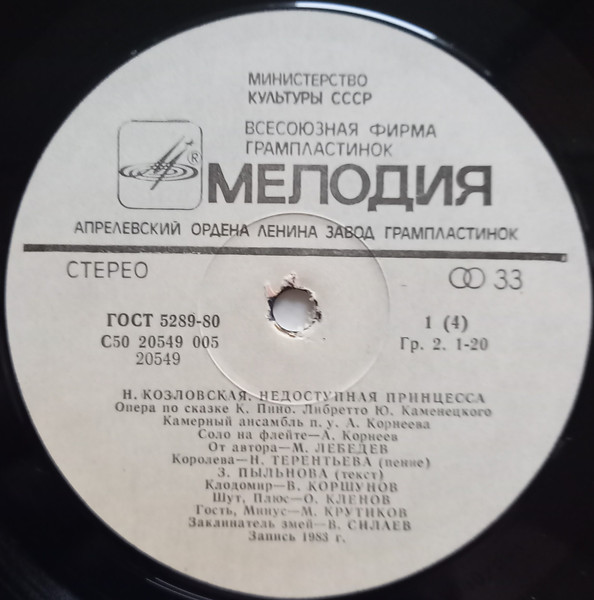 МИНИСТЕРСТВО
КУЛЬТУРЫ СССР
ВСЕСОЮЗНАЯ ФИРМА
ГРАМПЛАСТИНОК
®
МЕЛОДИЯ
АПРЕЛЕВСКИЙ ОРДЕНА ЛЕНИНА ЗАВОД ГРАМПЛАСТИНОК
СТЕРЕО
33
ГОСТ 5289-80
С50 20549 005
20549
1 (4)
Гр. 2. 1-20
Н. КОЗЛОВСКАЯ. НЕДОСТУПНАЯ ПРИНЦЕССА
Опера по сказке К. Пино. Либретто Ю. Каменецкого
Камерный ансамбль п. у. А. Корнеева
Соло на флейте—А. Корнеев
От автора—М. ЛЕБЕДЕВ
Королева—Н. ТЕРЕНТЬЕВА (пение)
З. ПЫЛЬНОВА (текст)
Клодомир—В. КОРШУНОВ
Шут, Плюс—О. КЛЕНОВ
Гость, Минус—М. КРУТИКОВ
Заклинатель змей—В. СИЛАЕВ
Запись 1983 г.